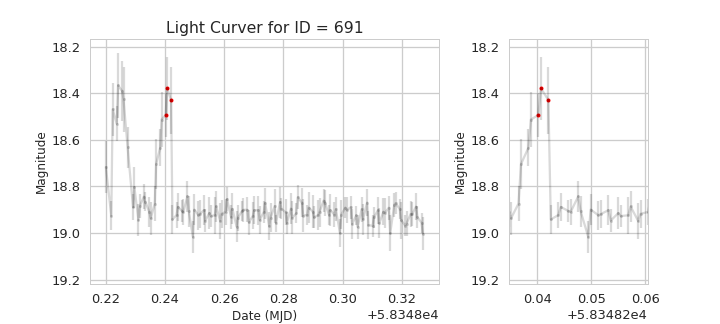 Light Curver for ID = 691
18.2
18.4
18.6
18.8
19.0
19.2
Magnitude
0.22 0.24 0.26 0.28 0.30 0.32
Date (MJD)
+5.8348e4
18.2
18.4
18.6
18.8
19.0
19.2
Magnitude
0.04 0.05 0.06
+5.83482e4